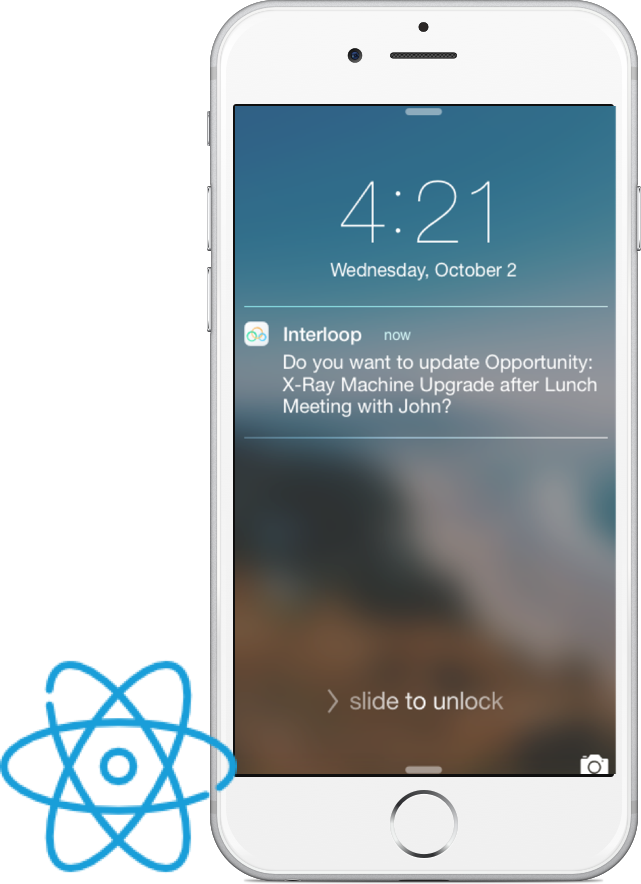 4:21
Wednesday, October 2
Interloop now
Do you want to update Opportunity:
X-Ray Machine Upgrade after Lunch
Meeting with John?
slide to unlock